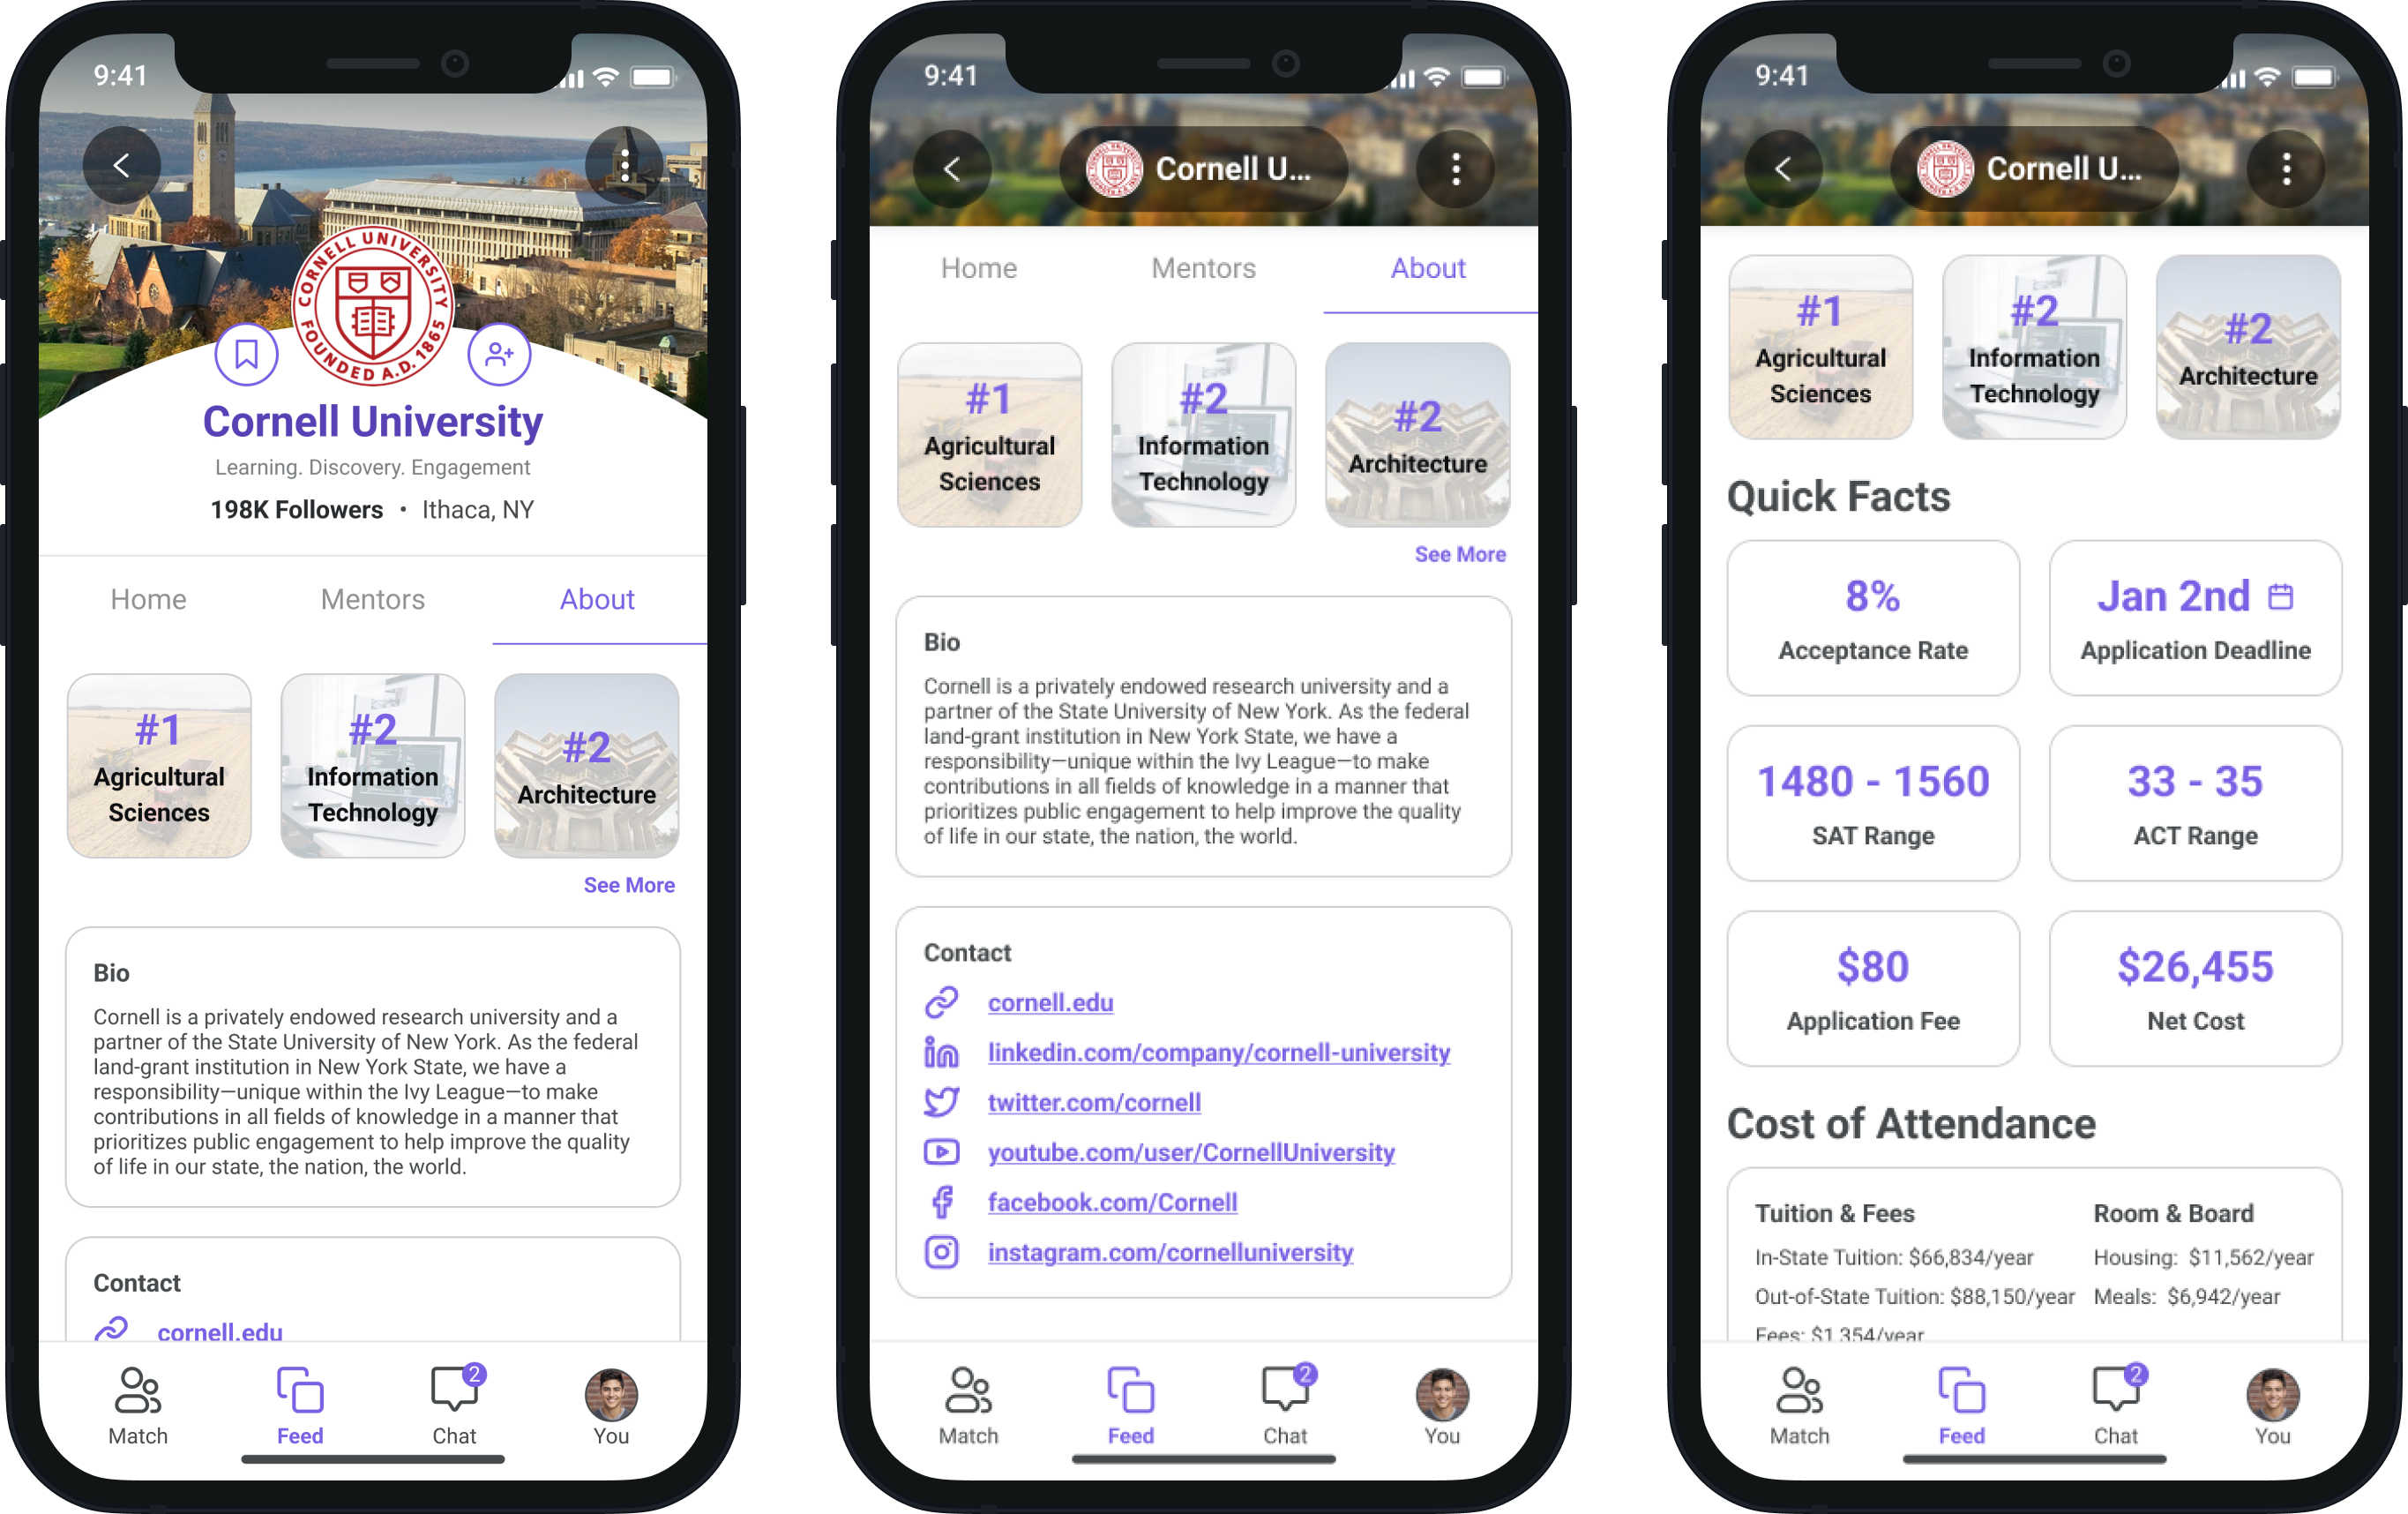 9:41
CORNELL UNIVERSITY
FOUNDED A.D. 1865
Cornell University
Learning. Discovery. Engagement
198K Followers • Ithaca, NY
Home Mentors About
#1 Agricultural Sciences
#2 Information Technology
#2 Architecture
See More
Bio
Cornell is a privately endowed research university and a
partner of the State University of New York. As the federal
land-grant institution in New York State, we have a
responsibility—unique within the Ivy League—to make
contributions in all fields of knowledge in a manner that
prioritizes public engagement to help improve the quality
of life in our state, the nation, the world.
Contact
cornell.edu
Match Feed Chat 2 You
9:41
Cornell U...
Home Mentors About
#1 Agricultural Sciences
#2 Information Technology
#2 Architecture
See More
Bio
Cornell is a privately endowed research university and a
partner of the State University of New York. As the federal
land-grant institution in New York State, we have a
responsibility—unique within the Ivy League—to make
contributions in all fields of knowledge in a manner that
prioritizes public engagement to help improve the quality
of life in our state, the nation, the world.
Contact
cornell.edu
linkedin.com/company/cornell-university
twitter.com/cornell
youtube.com/user/CornellUniversity
facebook.com/Cornell
instagram.com/cornelluniversity
Match Feed Chat 2 You
9:41
Cornell U...
#1 Agricultural Sciences
#2 Information Technology
#2 Architecture
Quick Facts
8%
Acceptance Rate
Jan 2nd
Application Deadline
1480 - 1560
SAT Range
33 - 35
ACT Range
$80
Application Fee
$26,455
Net Cost
Cost of Attendance
Tuition & Fees
In-State Tuition: $66,834/year
Out-of-State Tuition: $88,150/year
Fees: $1,354/year
Room & Board
Housing: $11,562/year
Meals: $6,942/year
Match Feed Chat 2 You